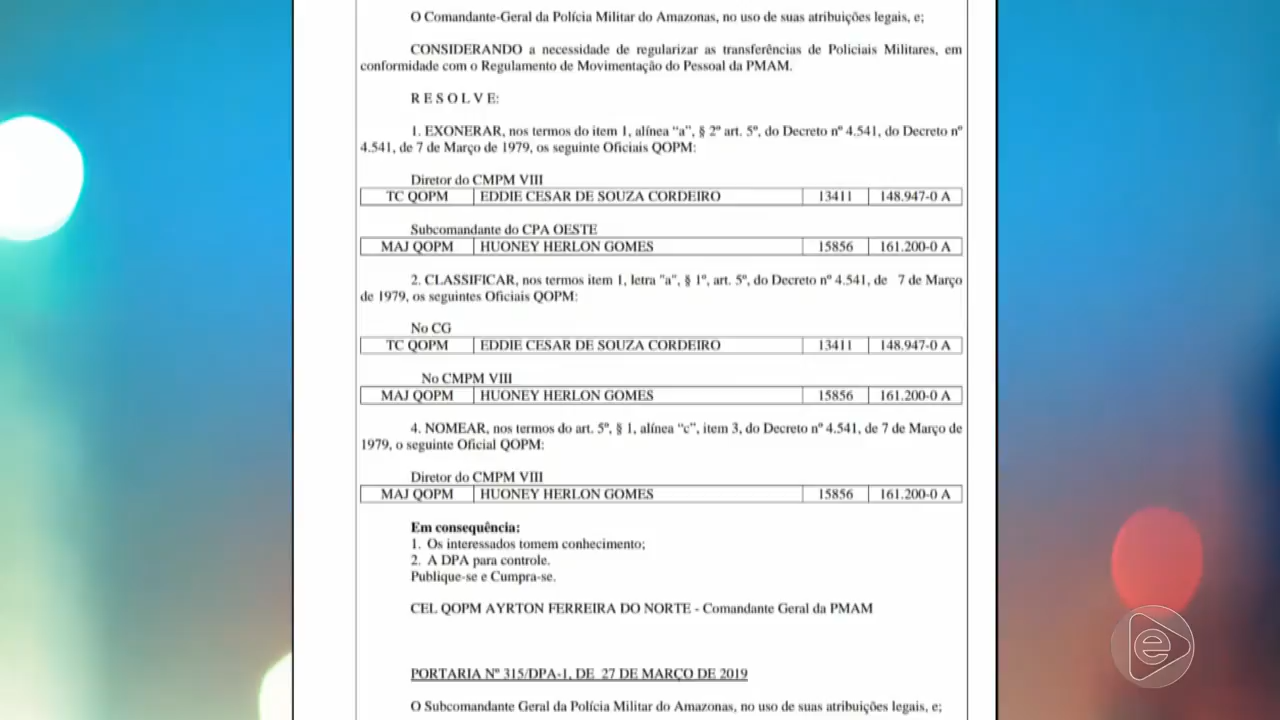 O Comandante-Geral da Polícia Militar do Amazonas, no uso de suas atribuições legais, e;
CONSIDERANDO a necessidade de regularizar as transferências de Policiais Militares, em
conformidade com o Regulamento de Movimentação do Pessoal da PMAM.
R E S O L V E:
1. EXONERAR, nos termos do item 1, alínea “a”, § 2º art. 5º, do Decreto nº 4.541, do Decreto nº
4.541, de 7 de Março de 1979, os seguinte Oficiais QOPM:
Diretor do CMPM VIII
TC QOPM EDDIE CESAR DE SOUZA CORDEIRO 13411 148.947-0 A
Subcomandante do CPA OESTE
MAJ QOPM HUONEY HERLON GOMES 15856 161.200-0 A
2. CLASSIFICAR, nos termos item 1, letra "a", § 1º, art. 5º, do Decreto nº 4.541, de 7 de Março
de 1979, os seguintes Oficiais QOPM:
No CG
TC QOPM EDDIE CESAR DE SOUZA CORDEIRO 13411 148.947-0 A
No CMPM VIII
MAJ QOPM HUONEY HERLON GOMES 15856 161.200-0 A
4. NOMEAR, nos termos do art. 5º, § 1, alínea “c”, item 3, do Decreto nº 4.541, de 7 de Março de
1979, o seguinte Oficial QOPM:
Diretor do CMPM VIII
MAJ QOPM HUONEY HERLON GOMES 15856 161.200-0 A
Em consequência:
1. Os interessados tomem conhecimento;
2. A DPA para controle.
Publique-se e Cumpra-se.
CEL QOPM AYRTON FERREIRA DO NORTE - Comandante Geral da PMAM
PORTARIA Nº 315/DPA-1, DE 27 DE MARÇO DE 2019
O Subcomandante Geral da Polícia Militar do Amazonas, no uso de suas atribuições legais, e;
e